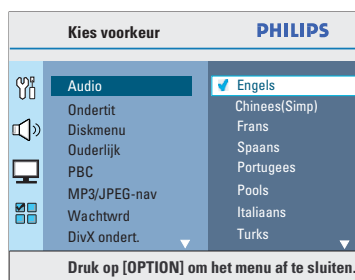 Kies voorkeur
PHILIPS
Audio
Ondertit
Diskmenu
Ouderlijk
PBC
MP3/JPEG-nav
Wachtwrd
DivX ondert.
Engels
Chinees(Simp)
Frans
Spaans
Portugees
Pools
Italiaans
Turks
Druk op [OPTION] om het menu af te sluiten.